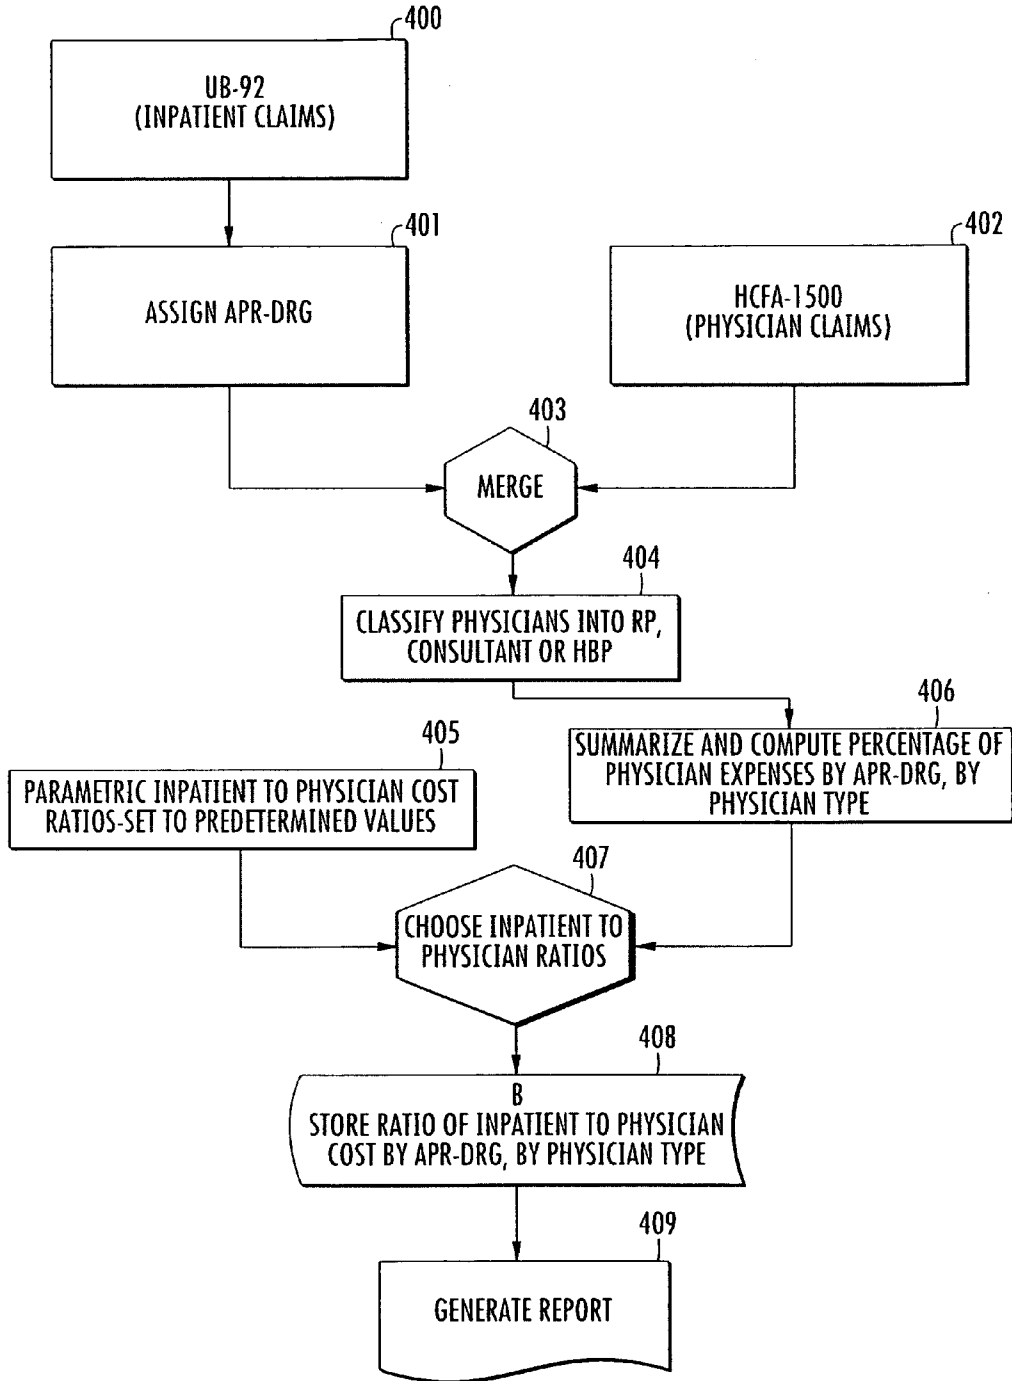 400
UB-92
(INPATIENT CLAIMS)
401
ASSIGN APR-DRG
402
HCFA-1500
(PHYSICIAN CLAIMS)
403
MERGE
404
CLASSIFY PHYSICIANS INTO RP,
CONSULTANT OR HBP
405
PARAMETRIC INPATIENT TO PHYSICIAN COST
RATIOS-SET TO PREDETERMINED VALUES
406
SUMMARIZE AND COMPUTE PERCENTAGE OF
PHYSICIAN EXPENSES BY APR-DRG, BY
PHYSICIAN TYPE
407
CHOOSE INPATIENT TO
PHYSICIAN RATIOS
408
B
STORE RATIO OF INPATIENT TO PHYSICIAN
COST BY APR-DRG, BY PHYSICIAN TYPE
409
GENERATE REPORT